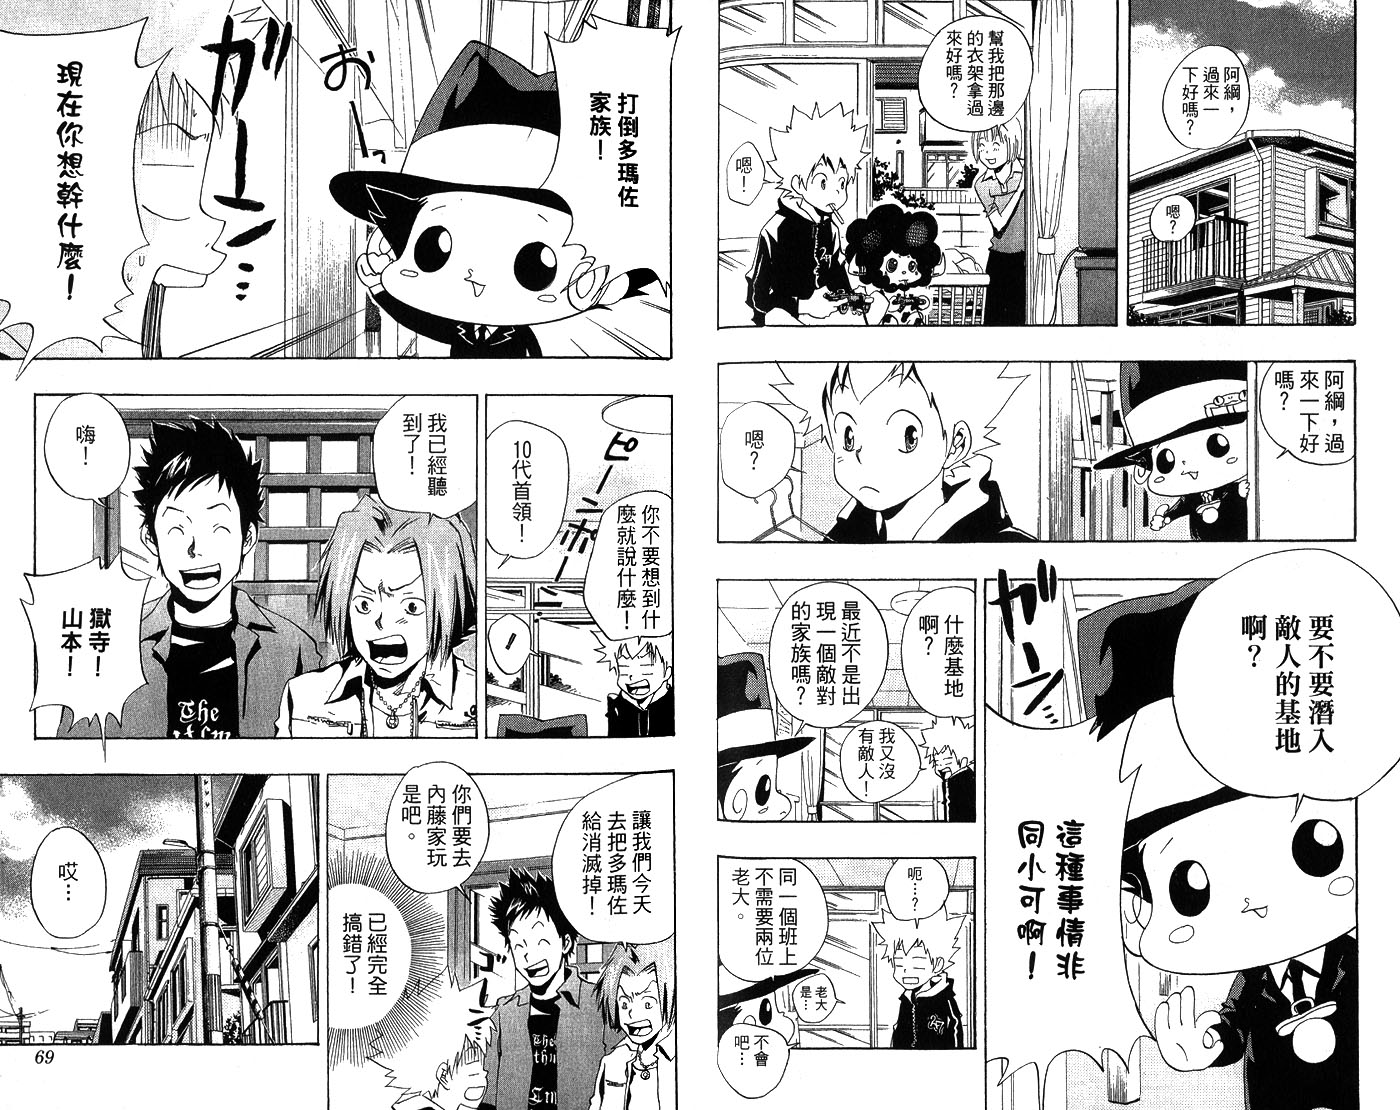 阿綱，
過來一
下好嗎？
嗯？
幫我把那邊
的衣架拿過
來好嗎？
嗯！
阿綱，過
來一下好
嗎？
嗯？
要不要潛入
敵人的基地
啊？
ガーン
這種事情非
同小可啊！
什麼基地
啊？
最近不是出
現一個敵對
的家族嗎？
我又沒
有敵人！
呃…？
同一個班上
不需要兩位
老大。
老大
是…
不會
吧…
打倒多瑪佐
家族！
おーっ
ガーン
現在你想幹什麼！
ピーンポーン
你不要想到什
麼就說什麼！
10代首領！
我已經聽
到了！
嗨！
獄寺！
山本！
The
讓我們今天
去把多瑪佐
給消滅掉！
你們要去
內藤家玩
是吧。
已經完全
搞錯了！
The
哎…
69